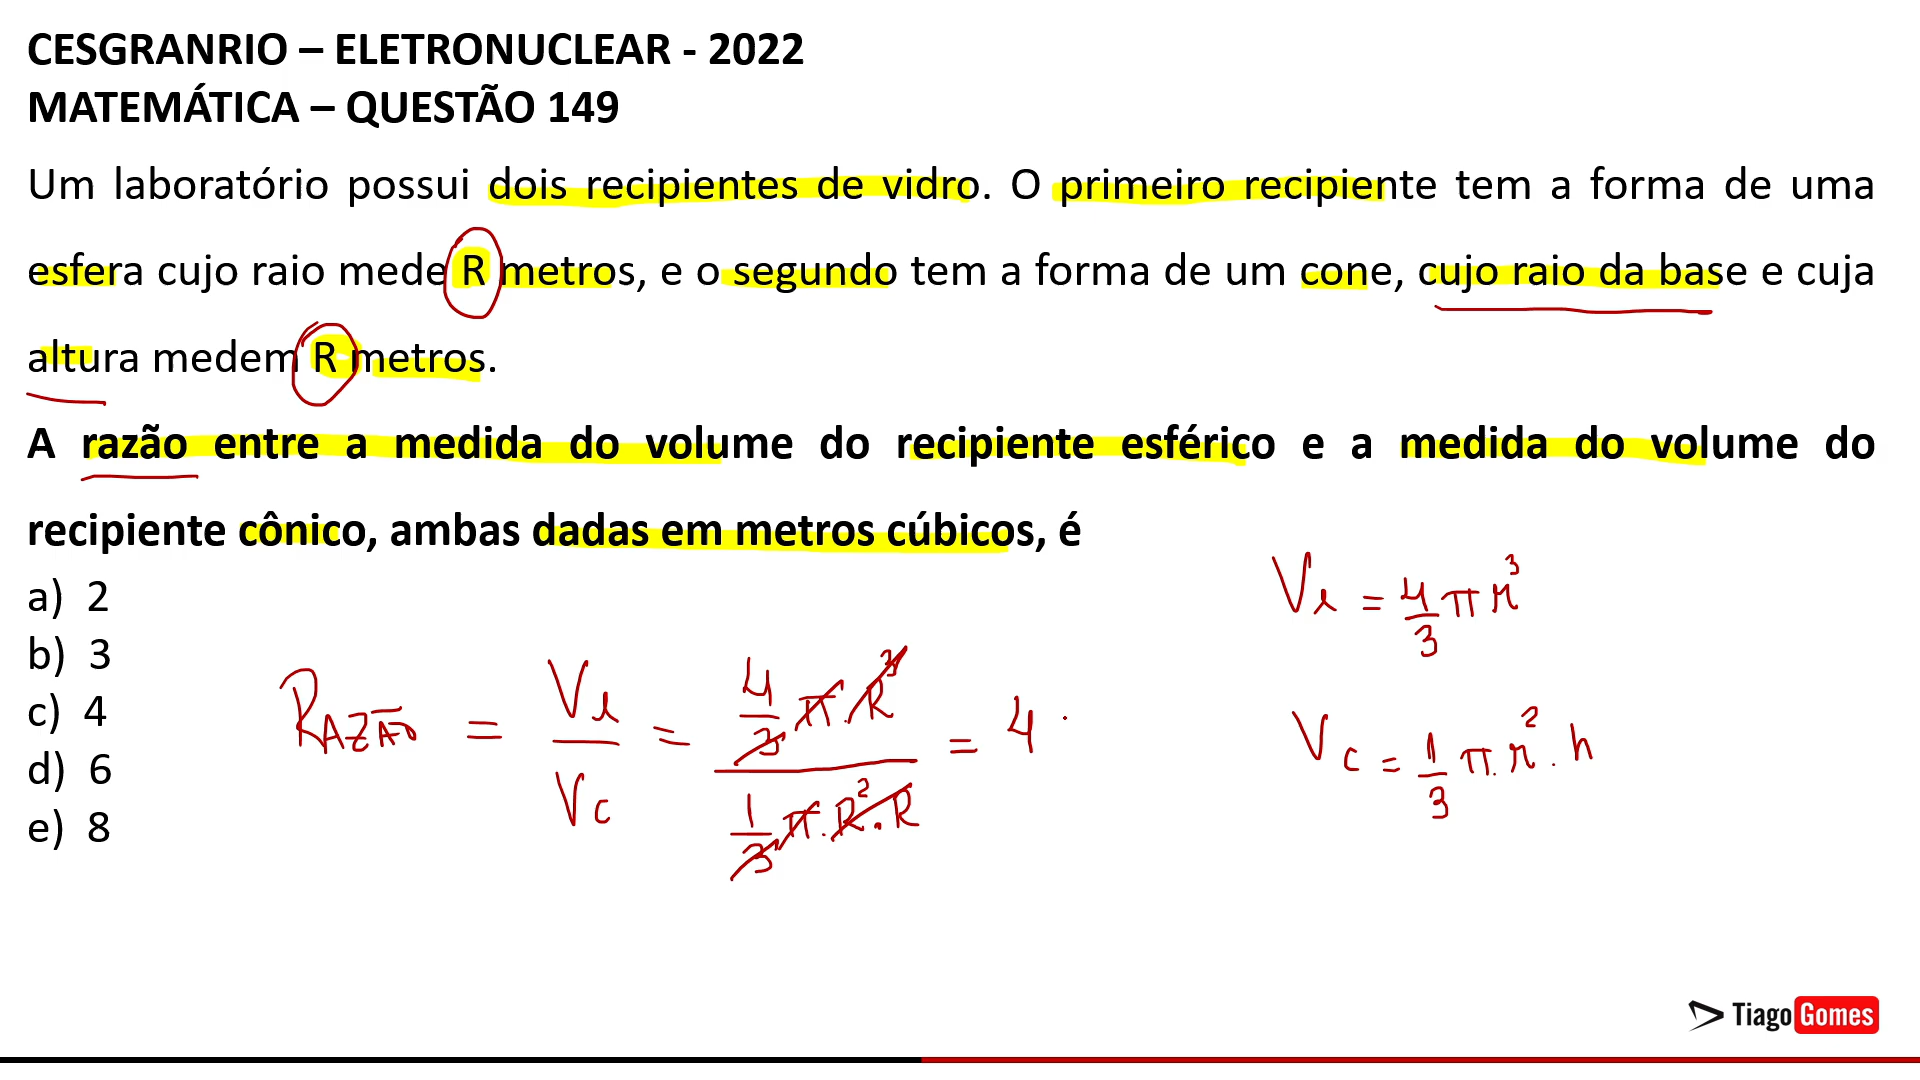 CESGRANRIO – ELETRONUCLEAR - 2022
MATEMÁTICA – QUESTÃO 149
Um laboratório possui dois recipientes de vidro. O primeiro recipiente tem a forma de uma
esfera cujo raio mede R metros, e o segundo tem a forma de um cone, cujo raio da base e cuja
altura medem R metros.
A razão entre a medida do volume do recipiente esférico e a medida do volume do
recipiente cônico, ambas dadas em metros cúbicos, é
a) 2
b) 3
c) 4
d) 6
e) 8
RAZÃO = Ve/Vc = (4/3 π.R³)/(1/3 π.R².R) = 4.
Ve = 4/3 π r³
Vc = 1/3 π. r². h
Tiago Gomes